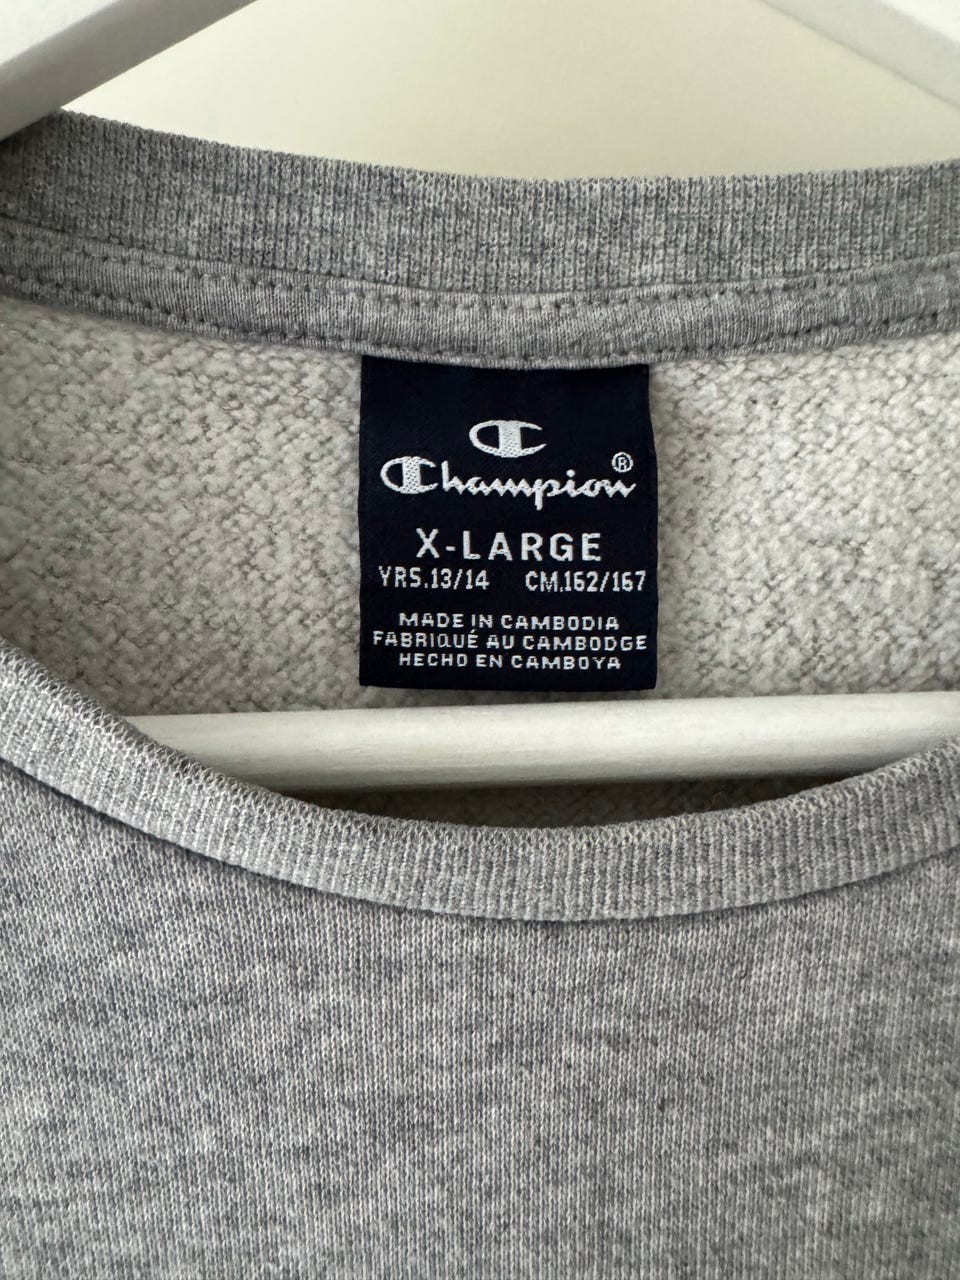 Champion®
X-LARGE
YRS.13/14 CM.162/167
MADE IN CAMBODIA
FABRIQUÉ AU CAMBODGE
HECHO EN CAMBOYA